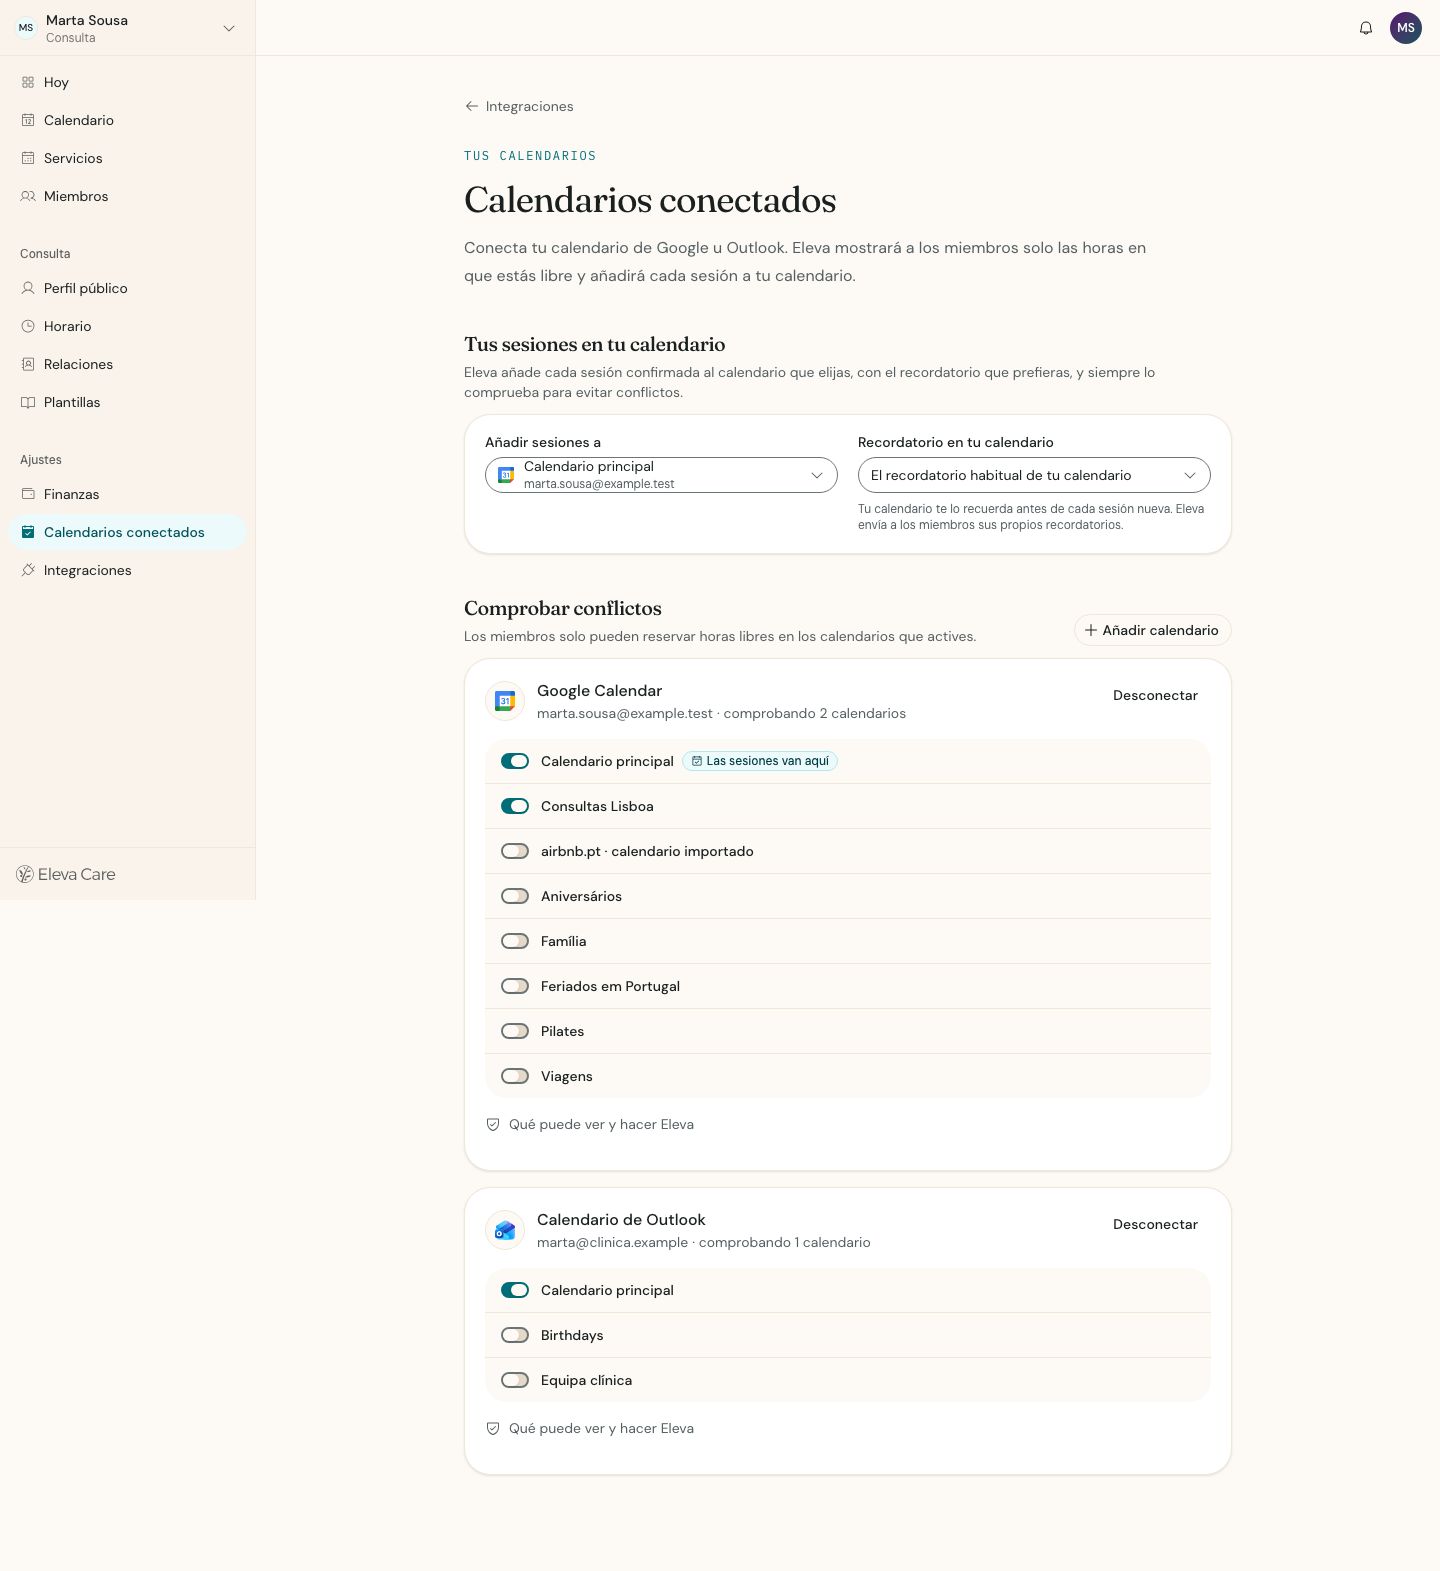 MS
Marta Sousa
Consulta
MS
Hoy
12
Calendario
Servicios
Miembros
Consulta
Perfil público
Horario
Relaciones
Plantillas
Ajustes
Finanzas
Calendarios conectados
Integraciones
Eleva Care
Integraciones
TUS CALENDARIOS
Calendarios conectados
Conecta tu calendario de Google u Outlook. Eleva mostrará a los miembros solo las horas en
que estás libre y añadirá cada sesión a tu calendario.
Tus sesiones en tu calendario
Eleva añade cada sesión confirmada al calendario que elijas, con el recordatorio que prefieras, y siempre lo
comprueba para evitar conflictos.
Añadir sesiones a
31
Calendario principal
marta.sousa@example.test
Recordatorio en tu calendario
El recordatorio habitual de tu calendario
Tu calendario te lo recuerda antes de cada sesión nueva. Eleva
envía a los miembros sus propios recordatorios.
Comprobar conflictos
Los miembros solo pueden reservar horas libres en los calendarios que actives.
Añadir calendario
31
Google Calendar
marta.sousa@example.test · comprobando 2 calendarios
Desconectar
Calendario principal
Las sesiones van aquí
Consultas Lisboa
airbnb.pt · calendario importado
Aniversários
Família
Feriados em Portugal
Pilates
Viagens
Qué puede ver y hacer Eleva
Calendario de Outlook
marta@clinica.example · comprobando 1 calendario
Desconectar
Calendario principal
Birthdays
Equipa clínica
Qué puede ver y hacer Eleva